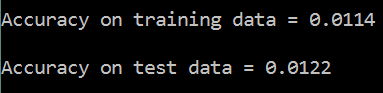 Accuracy on training data = 0.0114
Accuracy on test data = 0.0122